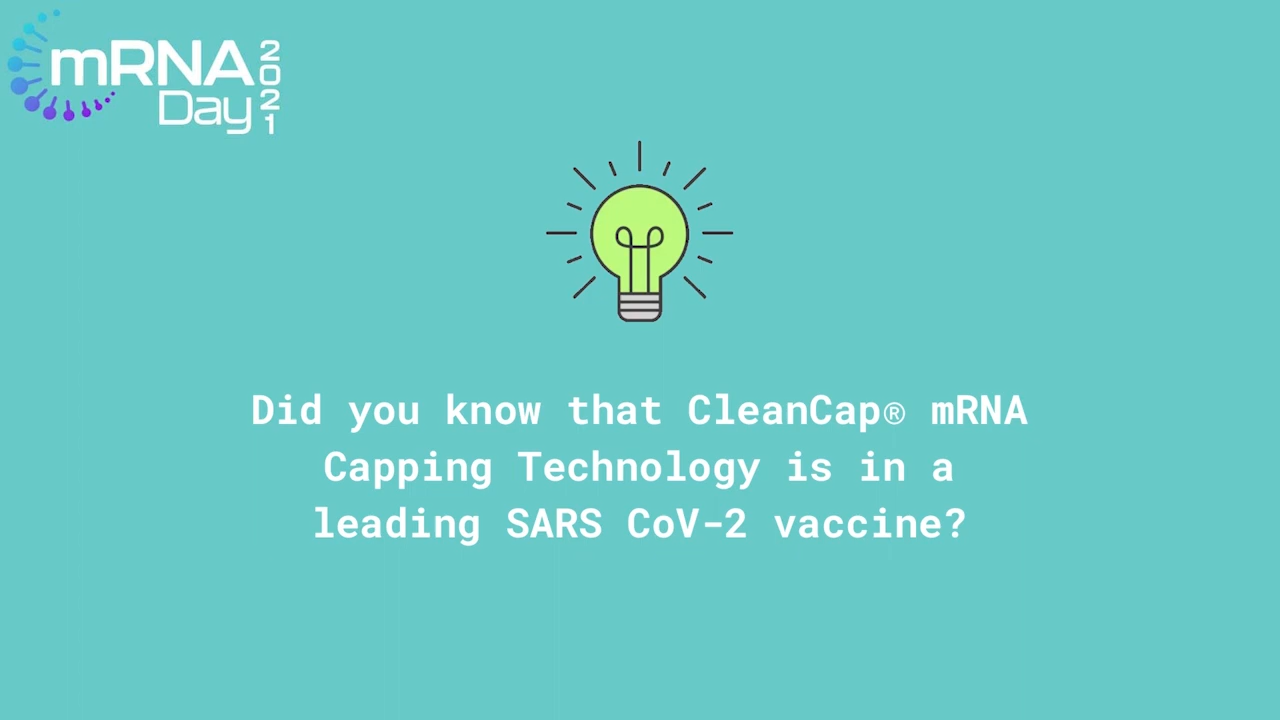 mRNA
Day
2021
Did you know that CleanCap® mRNA
Capping Technology is in a
leading SARS CoV-2 vaccine?